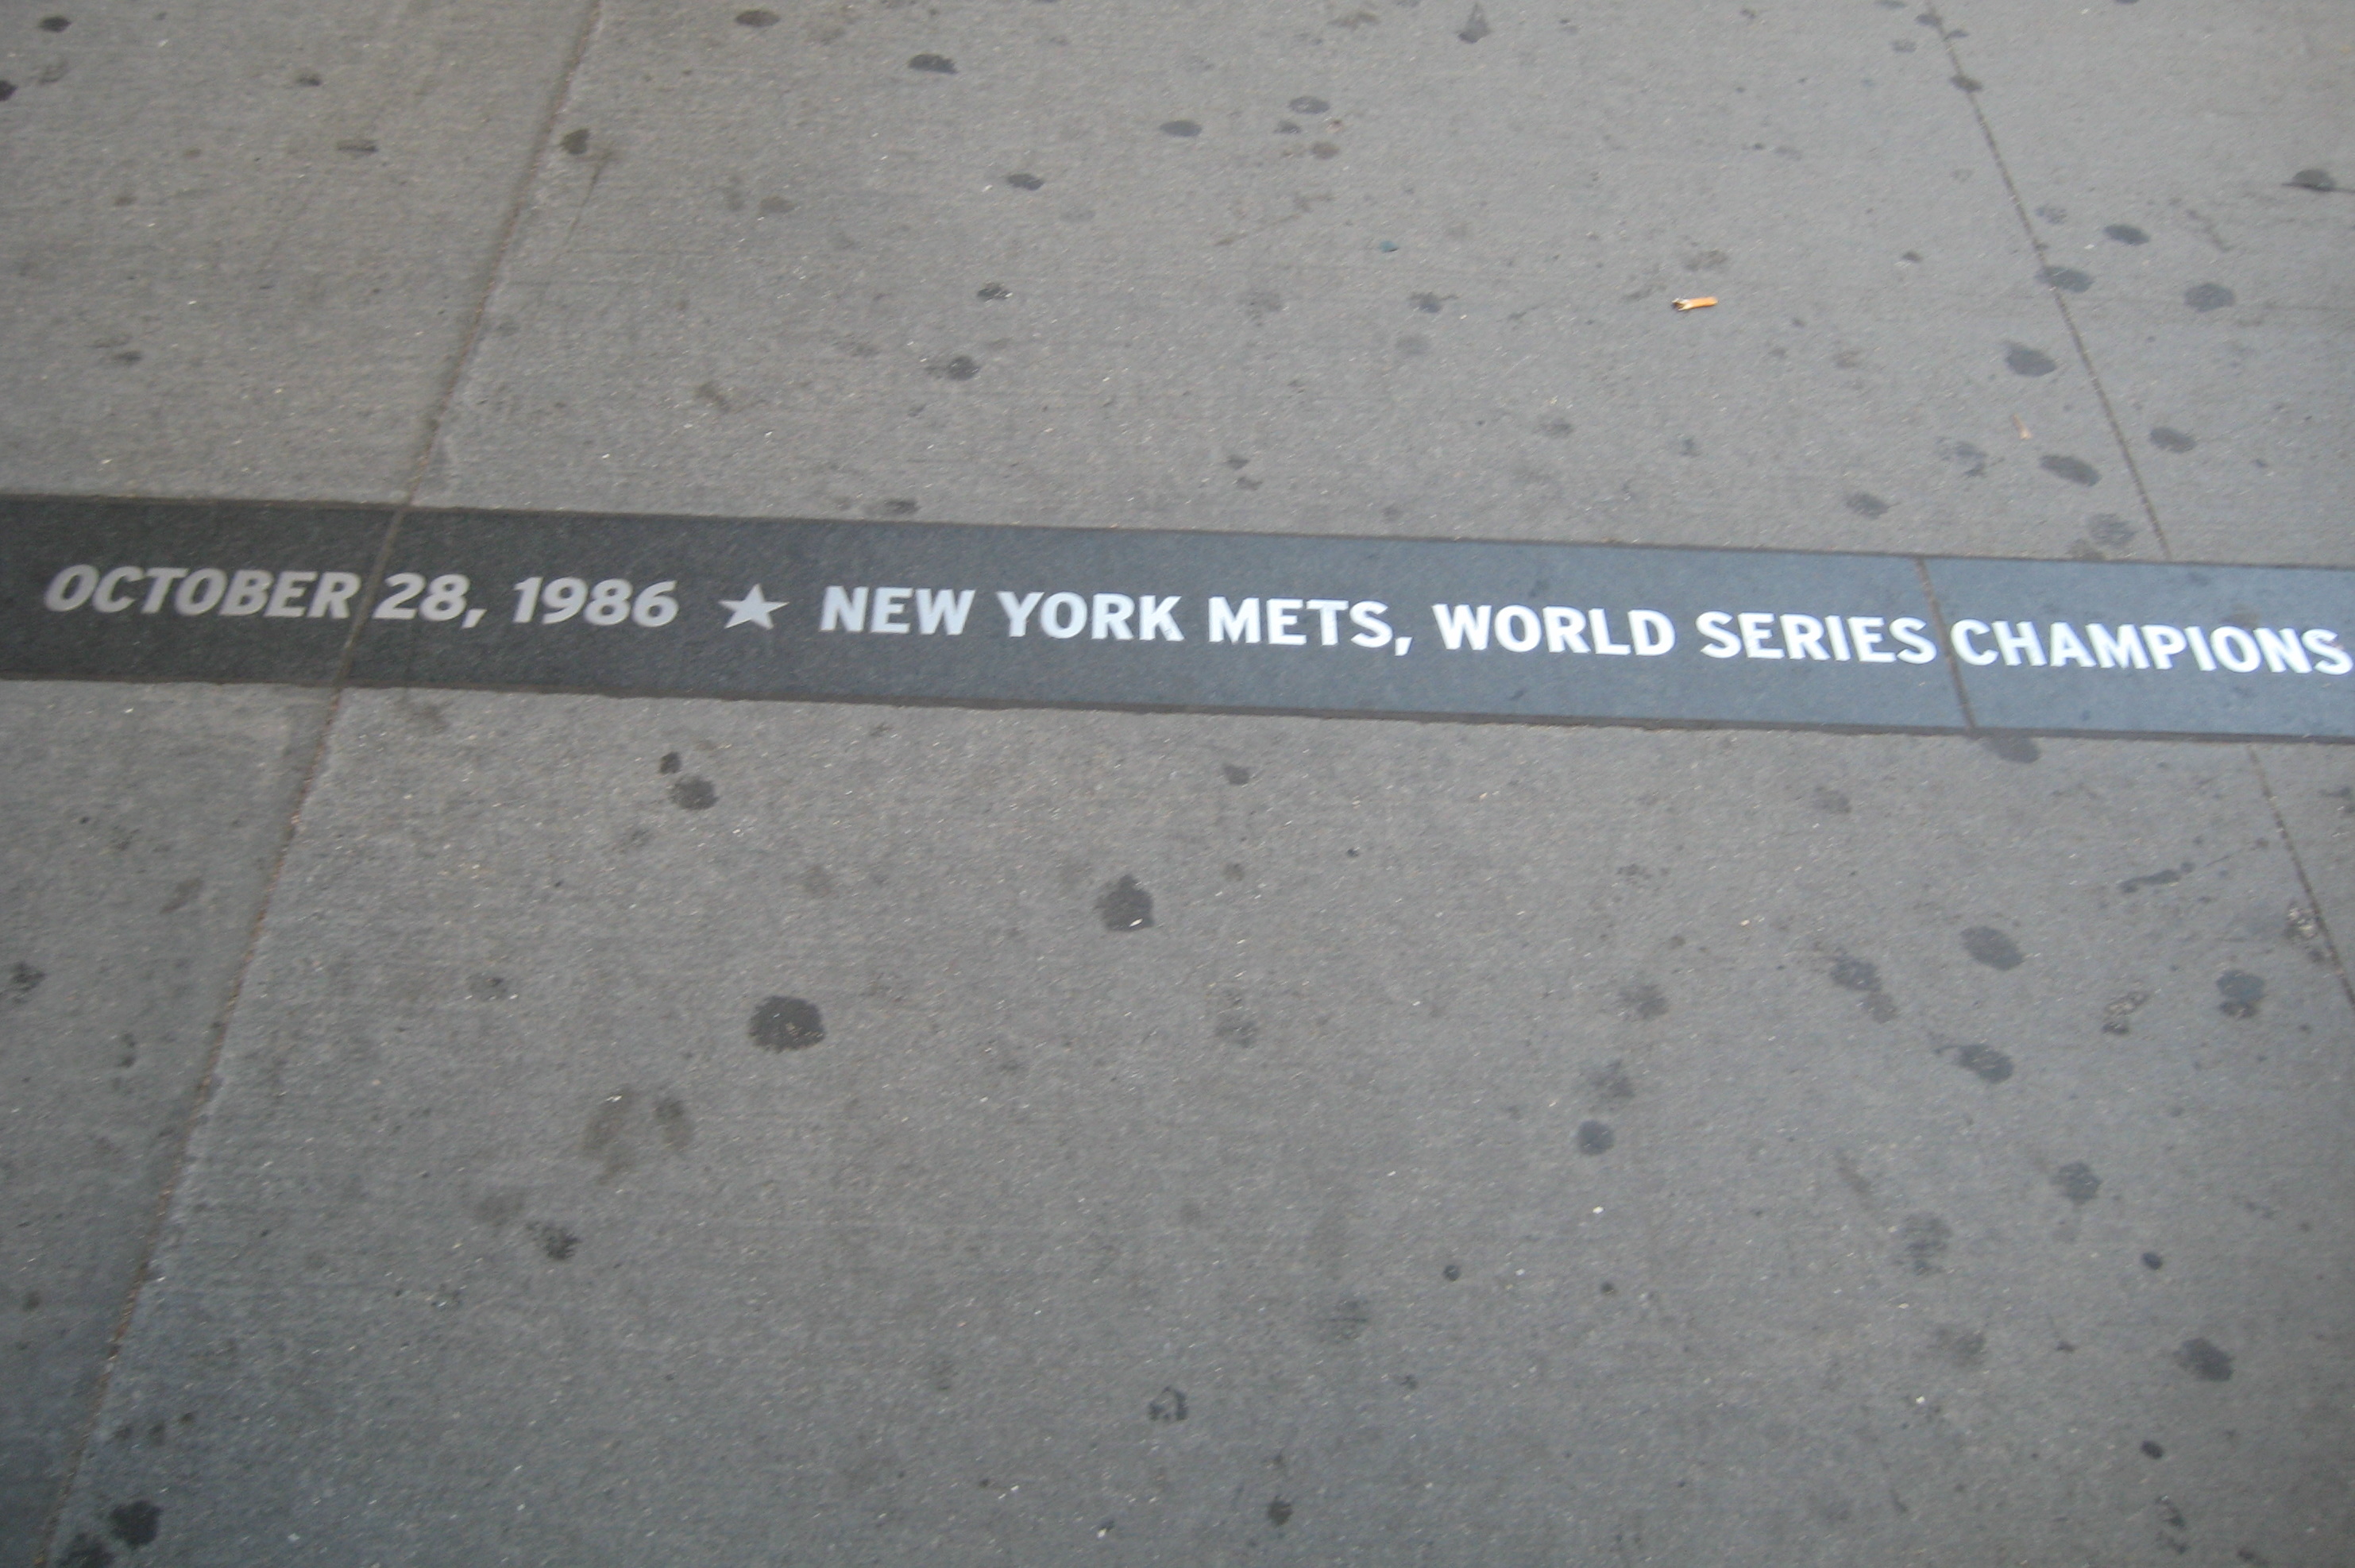 OCTOBER 28, 1986 ★ NEW YORK METS, WORLD SERIES CHAMPIONS